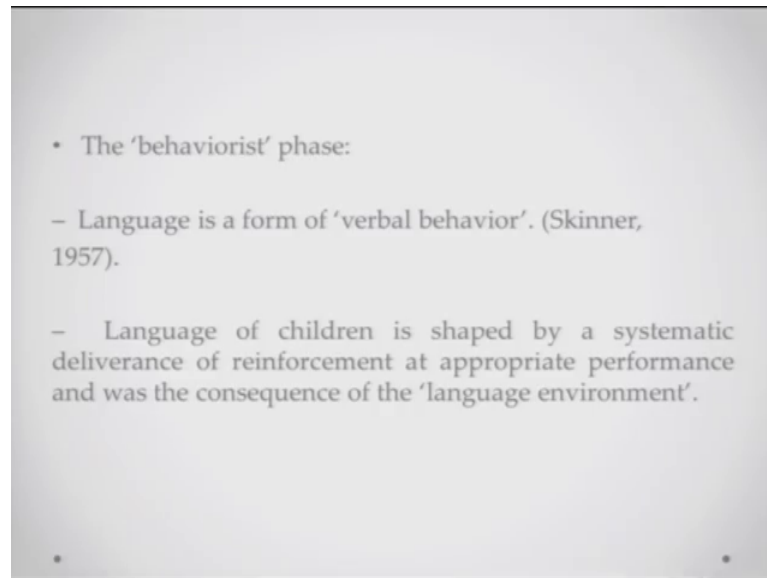 • The ‘behaviorist’ phase:
– Language is a form of ‘verbal behavior’. (Skinner,
1957).
– Language of children is shaped by a systematic
deliverance of reinforcement at appropriate performance
and was the consequence of the ‘language environment’.